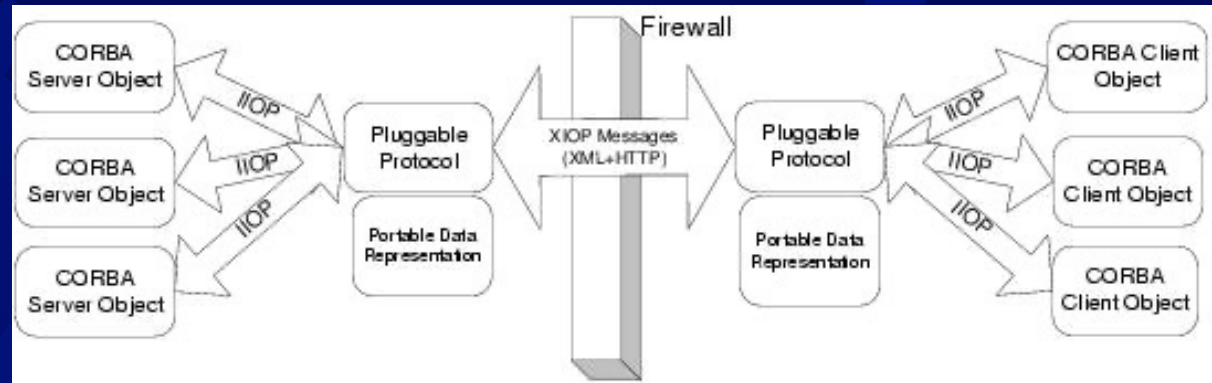 Firewall
CORBA
Server Object
IIOP
CORBA
Server Object
IIOP
CORBA
Server Object
IIOP
Pluggable
Protocol
Portable Data
Representation
XIOP Messages
(XML+HTTP)
Pluggable
Protocol
Portable Data
Representation
IIOP
CORBA Client
Object
IIOP
CORBA
Client Object
IIOP
CORBA
Client Object